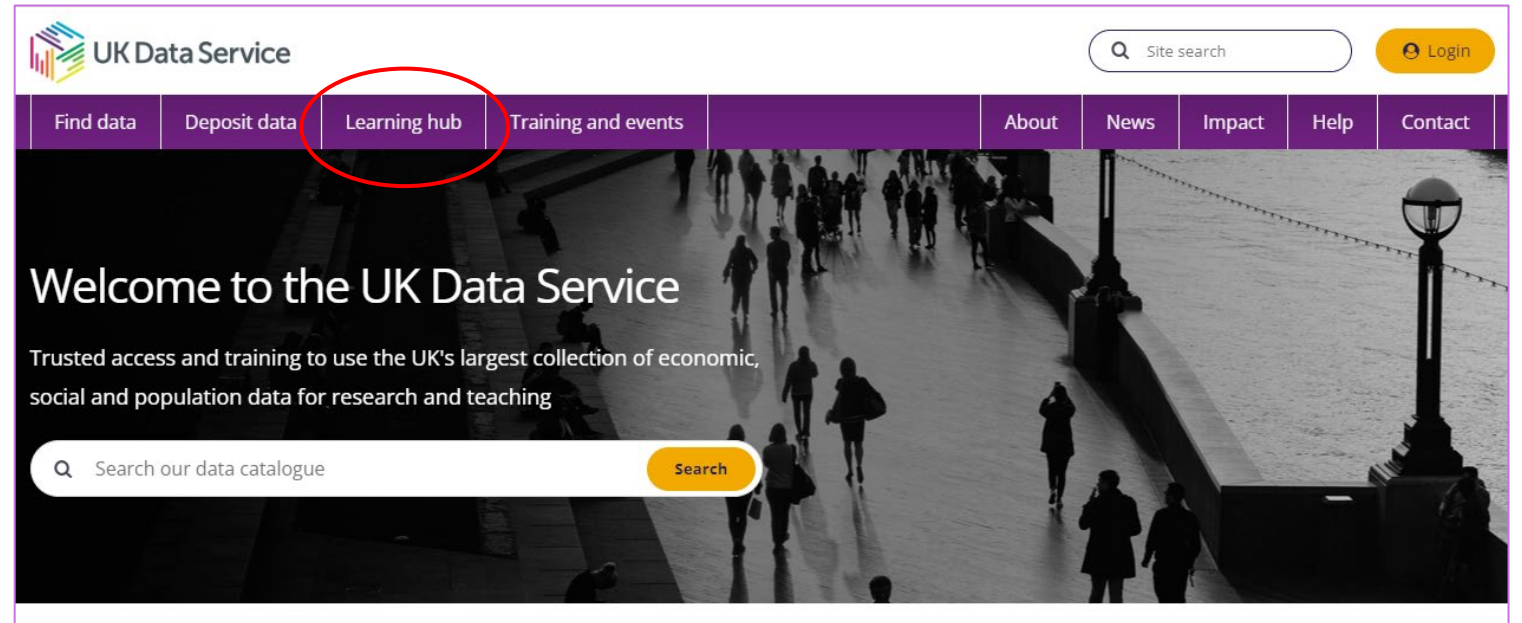 UK Data Service
Site search
Login
Find data
Deposit data
Learning hub
Training and events
About
News
Impact
Help
Contact
Welcome to the UK Data Service
Trusted access and training to use the UK's largest collection of economic,
social and population data for research and teaching
Search our data catalogue
Search